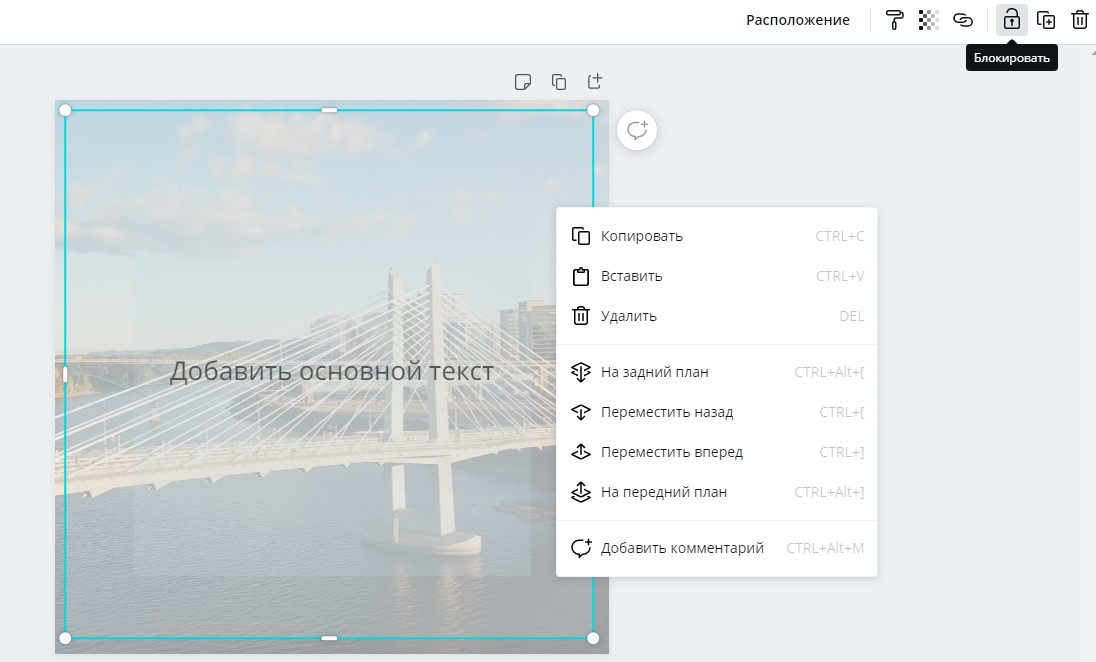 Расположение
Блокировать
Копировать CTRL+C
Вставить CTRL+V
Удалить DEL
На задний план CTRL+Alt+[
Добавить основной текст
Переместить назад CTRL+[
Переместить вперед CTRL+]
На передний план CTRL+Alt+]
Добавить комментарий CTRL+Alt+M